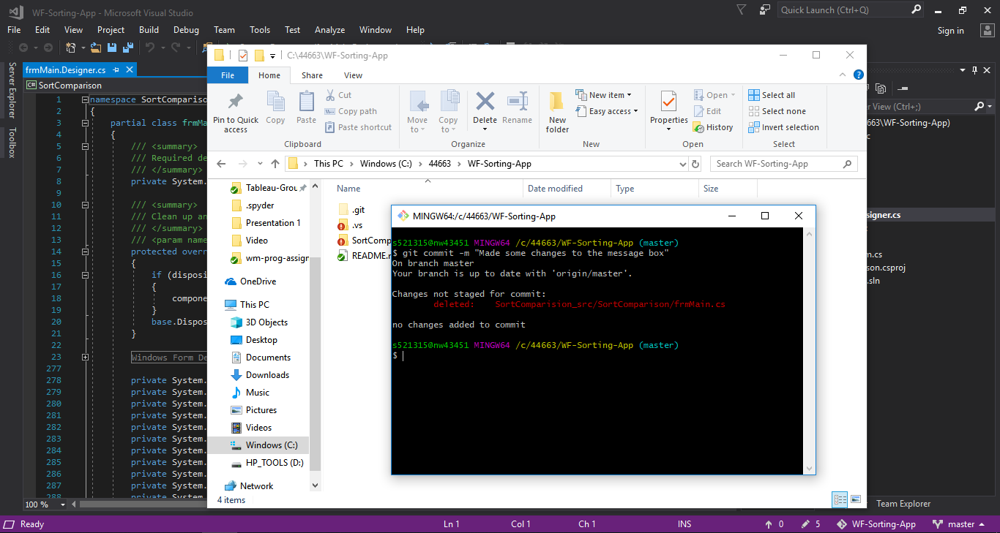 WF-Sorting-App - Microsoft Visual Studio
Quick Launch (Ctrl+Q)
File Edit View Project Build Debug Team Tools Test Analyze Window Help
Sign in
Server Explorer
Toolbox
frmMain.Designer.cs
C# SortComparison
1 namespace SortComparisc
2 {
3 partial class frmMa
4 {
5 /// <summary>
6 /// Required de
7 /// </summary>
8 private System.
9
10 /// <summary>
11 /// Clean up an
12 /// </summary>
13 /// <param name
14 protected overr
15 {
16 if (disposi
17 {
18 compone
19 }
20 base.Dispos
21 }
22
23 Windows Form De
277
278 private System.
279 private System.
280 private System.
281 private System.
282 private System.
283 private System.
284 private System.
285 private System.
286 private System.
287 private System.
288 private System.
100 %
C:\44663\WF-Sorting-App
File Home Share View
Pin to Quick access
Copy
Paste
Cut
Copy path
Paste shortcut
Clipboard
Move to
Copy to
Delete
Rename
Organize
New folder
New item
Easy access
New
Properties
Open
Edit
History
Open
Select all
Select none
Invert selection
Select
This PC > Windows (C:) > 44663 > WF-Sorting-App
Search WF-Sorting-App
Tableau-Grou
.spyder
Presentation 1
Video
wm-prog-assigr
OneDrive
This PC
3D Objects
Desktop
Documents
Downloads
Music
Pictures
Videos
Windows (C:)
HP_TOOLS (D:)
Network
4 items
Name Date modified Type Size
.git
.vs
SortComp
README.r
MINGW64:/c/44663/WF-Sorting-App
s521315@nw43451 MINGW64 /c/44663/WF-Sorting-App (master)
$ git commit -m "Made some changes to the message box"
On branch master
Your branch is up to date with 'origin/master'.
Changes not staged for commit:
deleted: SortComparision_src/SortComparison/frmMain.cs
no changes added to commit
s521315@nw43451 MINGW64 /c/44663/WF-Sorting-App (master)
$
er View (Ctrl+;)
63\WF-Sorting-App)
c
signer.cs
n.cs
son.csproj
.sln
Team Explorer
Ready Ln 1 Col 1 Ch 1 INS 0 5 WF-Sorting-App master